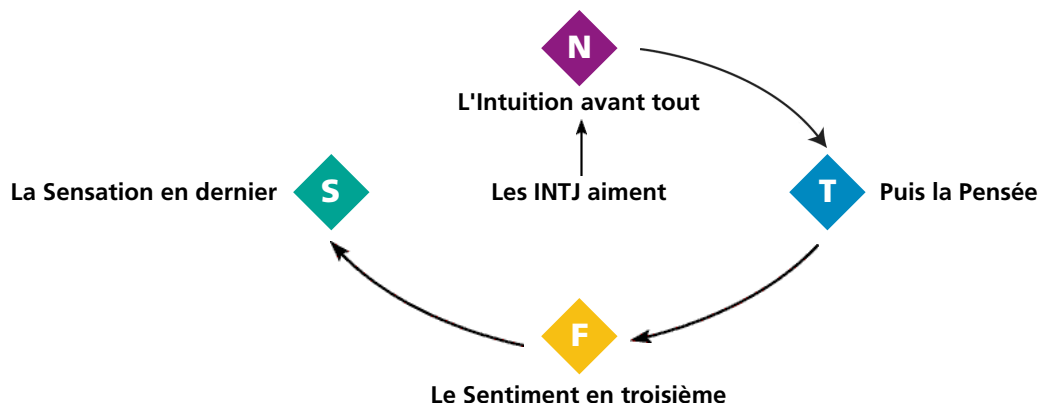 N
L'Intuition avant tout
La Sensation en dernier
S
Les INTJ aiment
T
Puis la Pensée
F
Le Sentiment en troisième